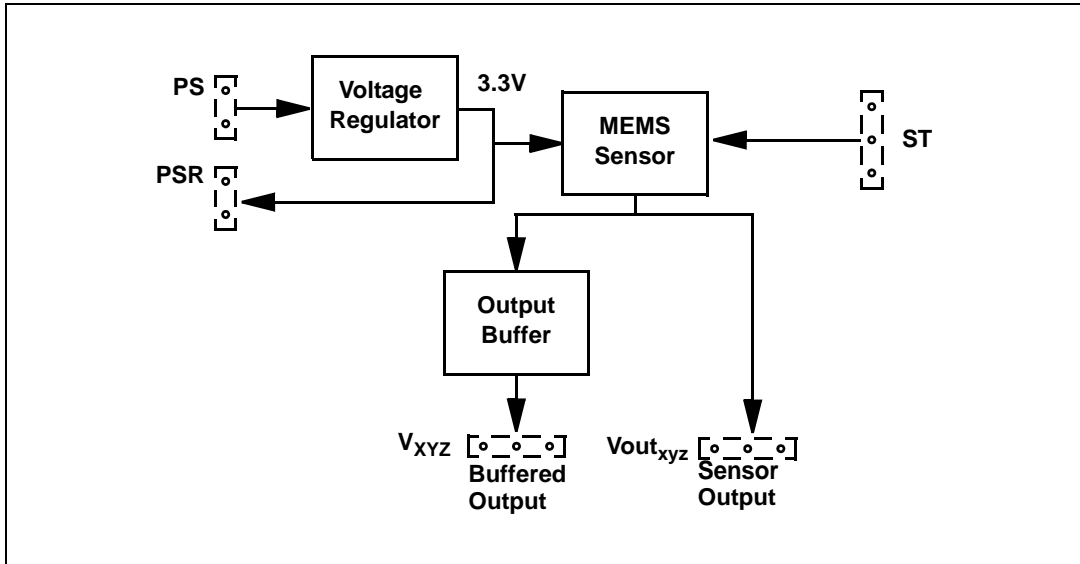 PS
Voltage
Regulator
3.3V
MEMS
Sensor
ST
PSR
Output
Buffer
VXYZ
Buffered
Output
Voutxyz
Sensor
Output